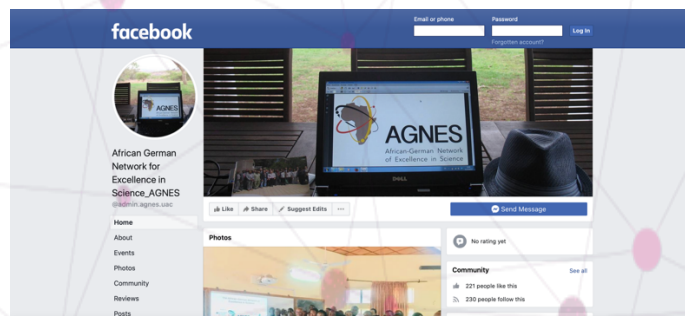 facebook
Email or phone
Password
Log In
Forgotten account?
AGNES
African German
Network for
Excellence in
Science_AGNES
@admin.agnes.uac
Home
About
Events
Photos
Community
Reviews
Posts
AGNES
African-German Network
of Excellence in Science
DELL
Like
Share
Suggest Edits
Send Message
Photos
No rating yet
Community
See all
221 people like this
230 people follow this